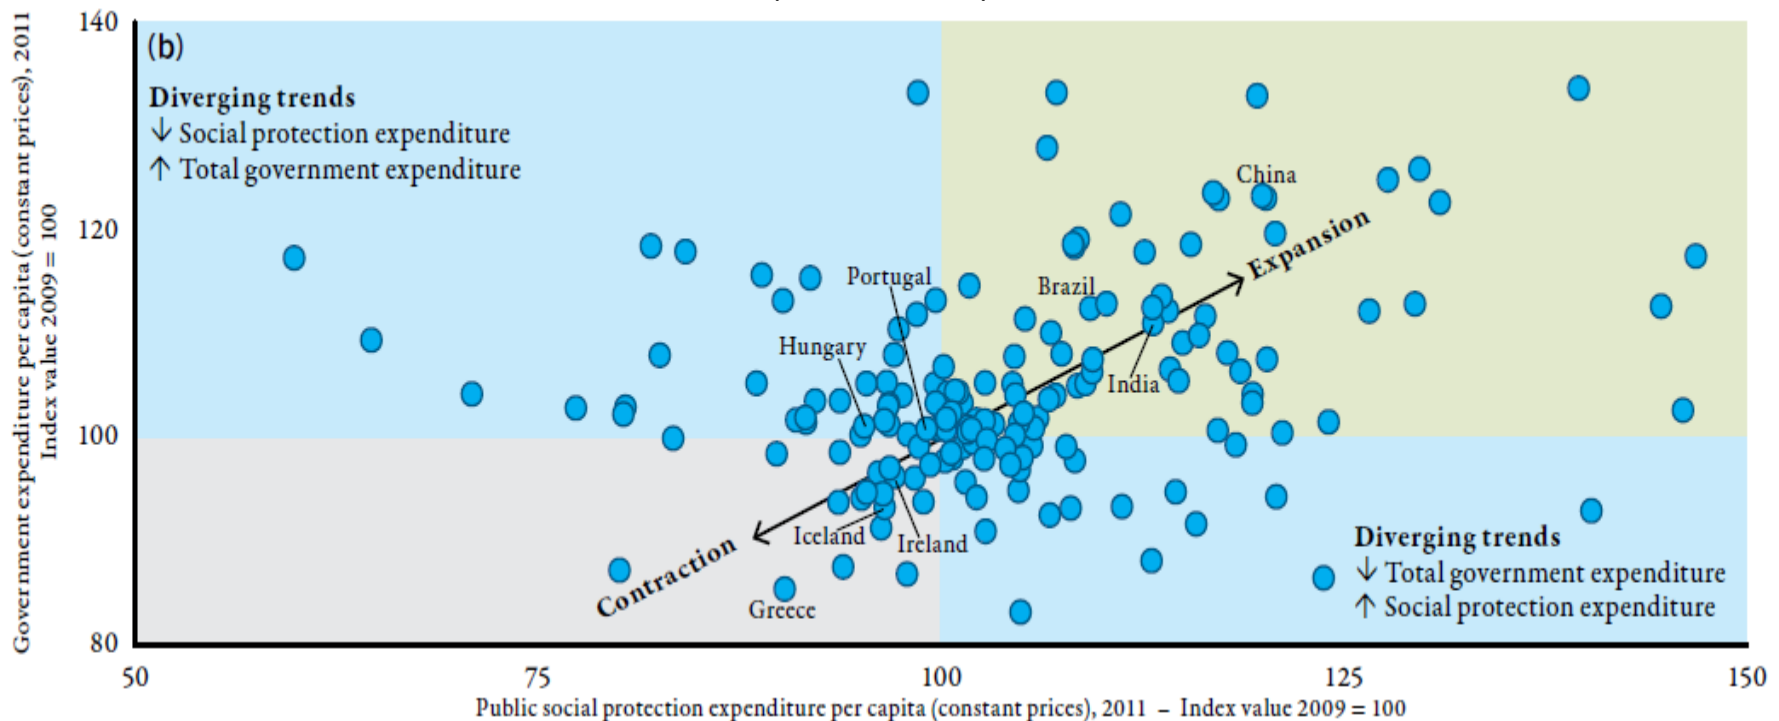 140
(b)
Diverging trends
↓ Social protection expenditure
↑ Total government expenditure
China
120
Expansion
Portugal
Brazil
Hungary
India
100
Iceland
Ireland
Contraction
Greece
Diverging trends
↓ Total government expenditure
↑ Social protection expenditure
80
50 75 100 125 150
Public social protection expenditure per capita (constant prices), 2011 – Index value 2009 = 100
Government expenditure per capita (constant prices), 2011
Index value 2009 = 100